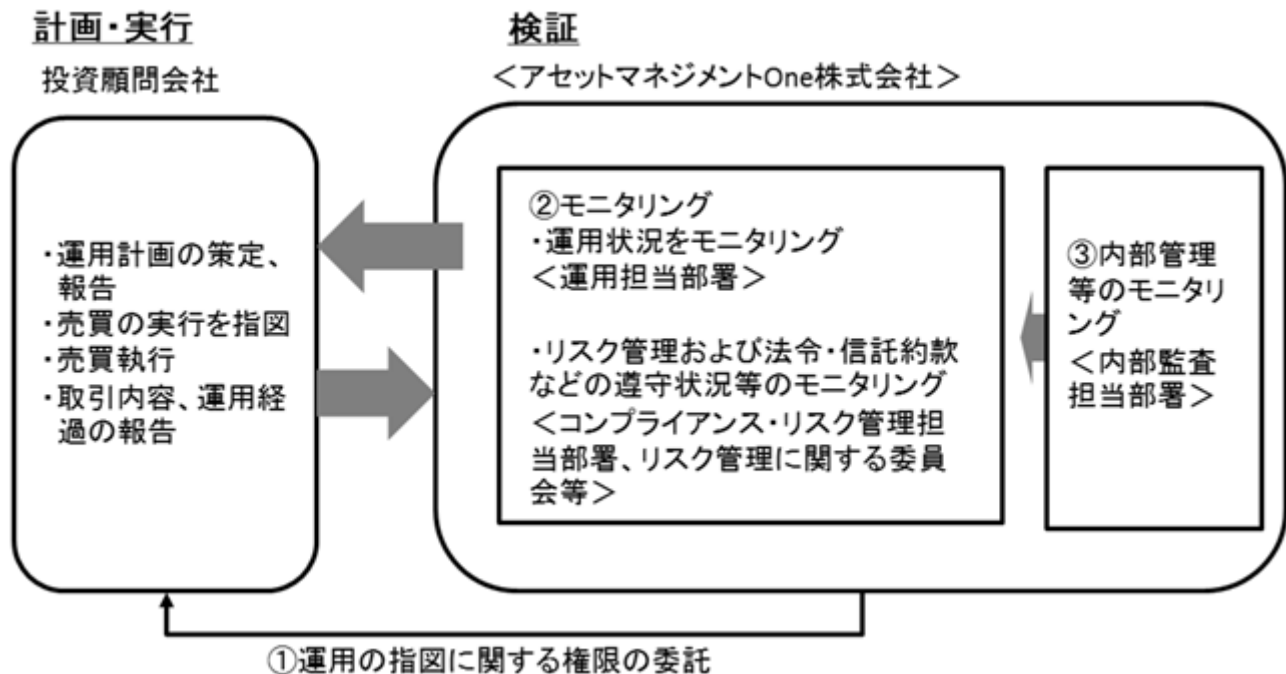 計画・実行
投資顧問会社
・運用計画の策定、
報告
・売買の実行を指図
・売買執行
・取引内容、運用経
過の報告
検証
＜アセットマネジメントOne株式会社＞
②モニタリング
・運用状況をモニタリング
＜運用担当部署＞
・リスク管理および法令・信託約款
などの遵守状況等のモニタリング
＜コンプライアンス・リスク管理担
当部署、リスク管理に関する委員
会等＞
③内部管理
等のモニタリ
ング
＜内部監査
担当部署＞
①運用の指図に関する権限の委託